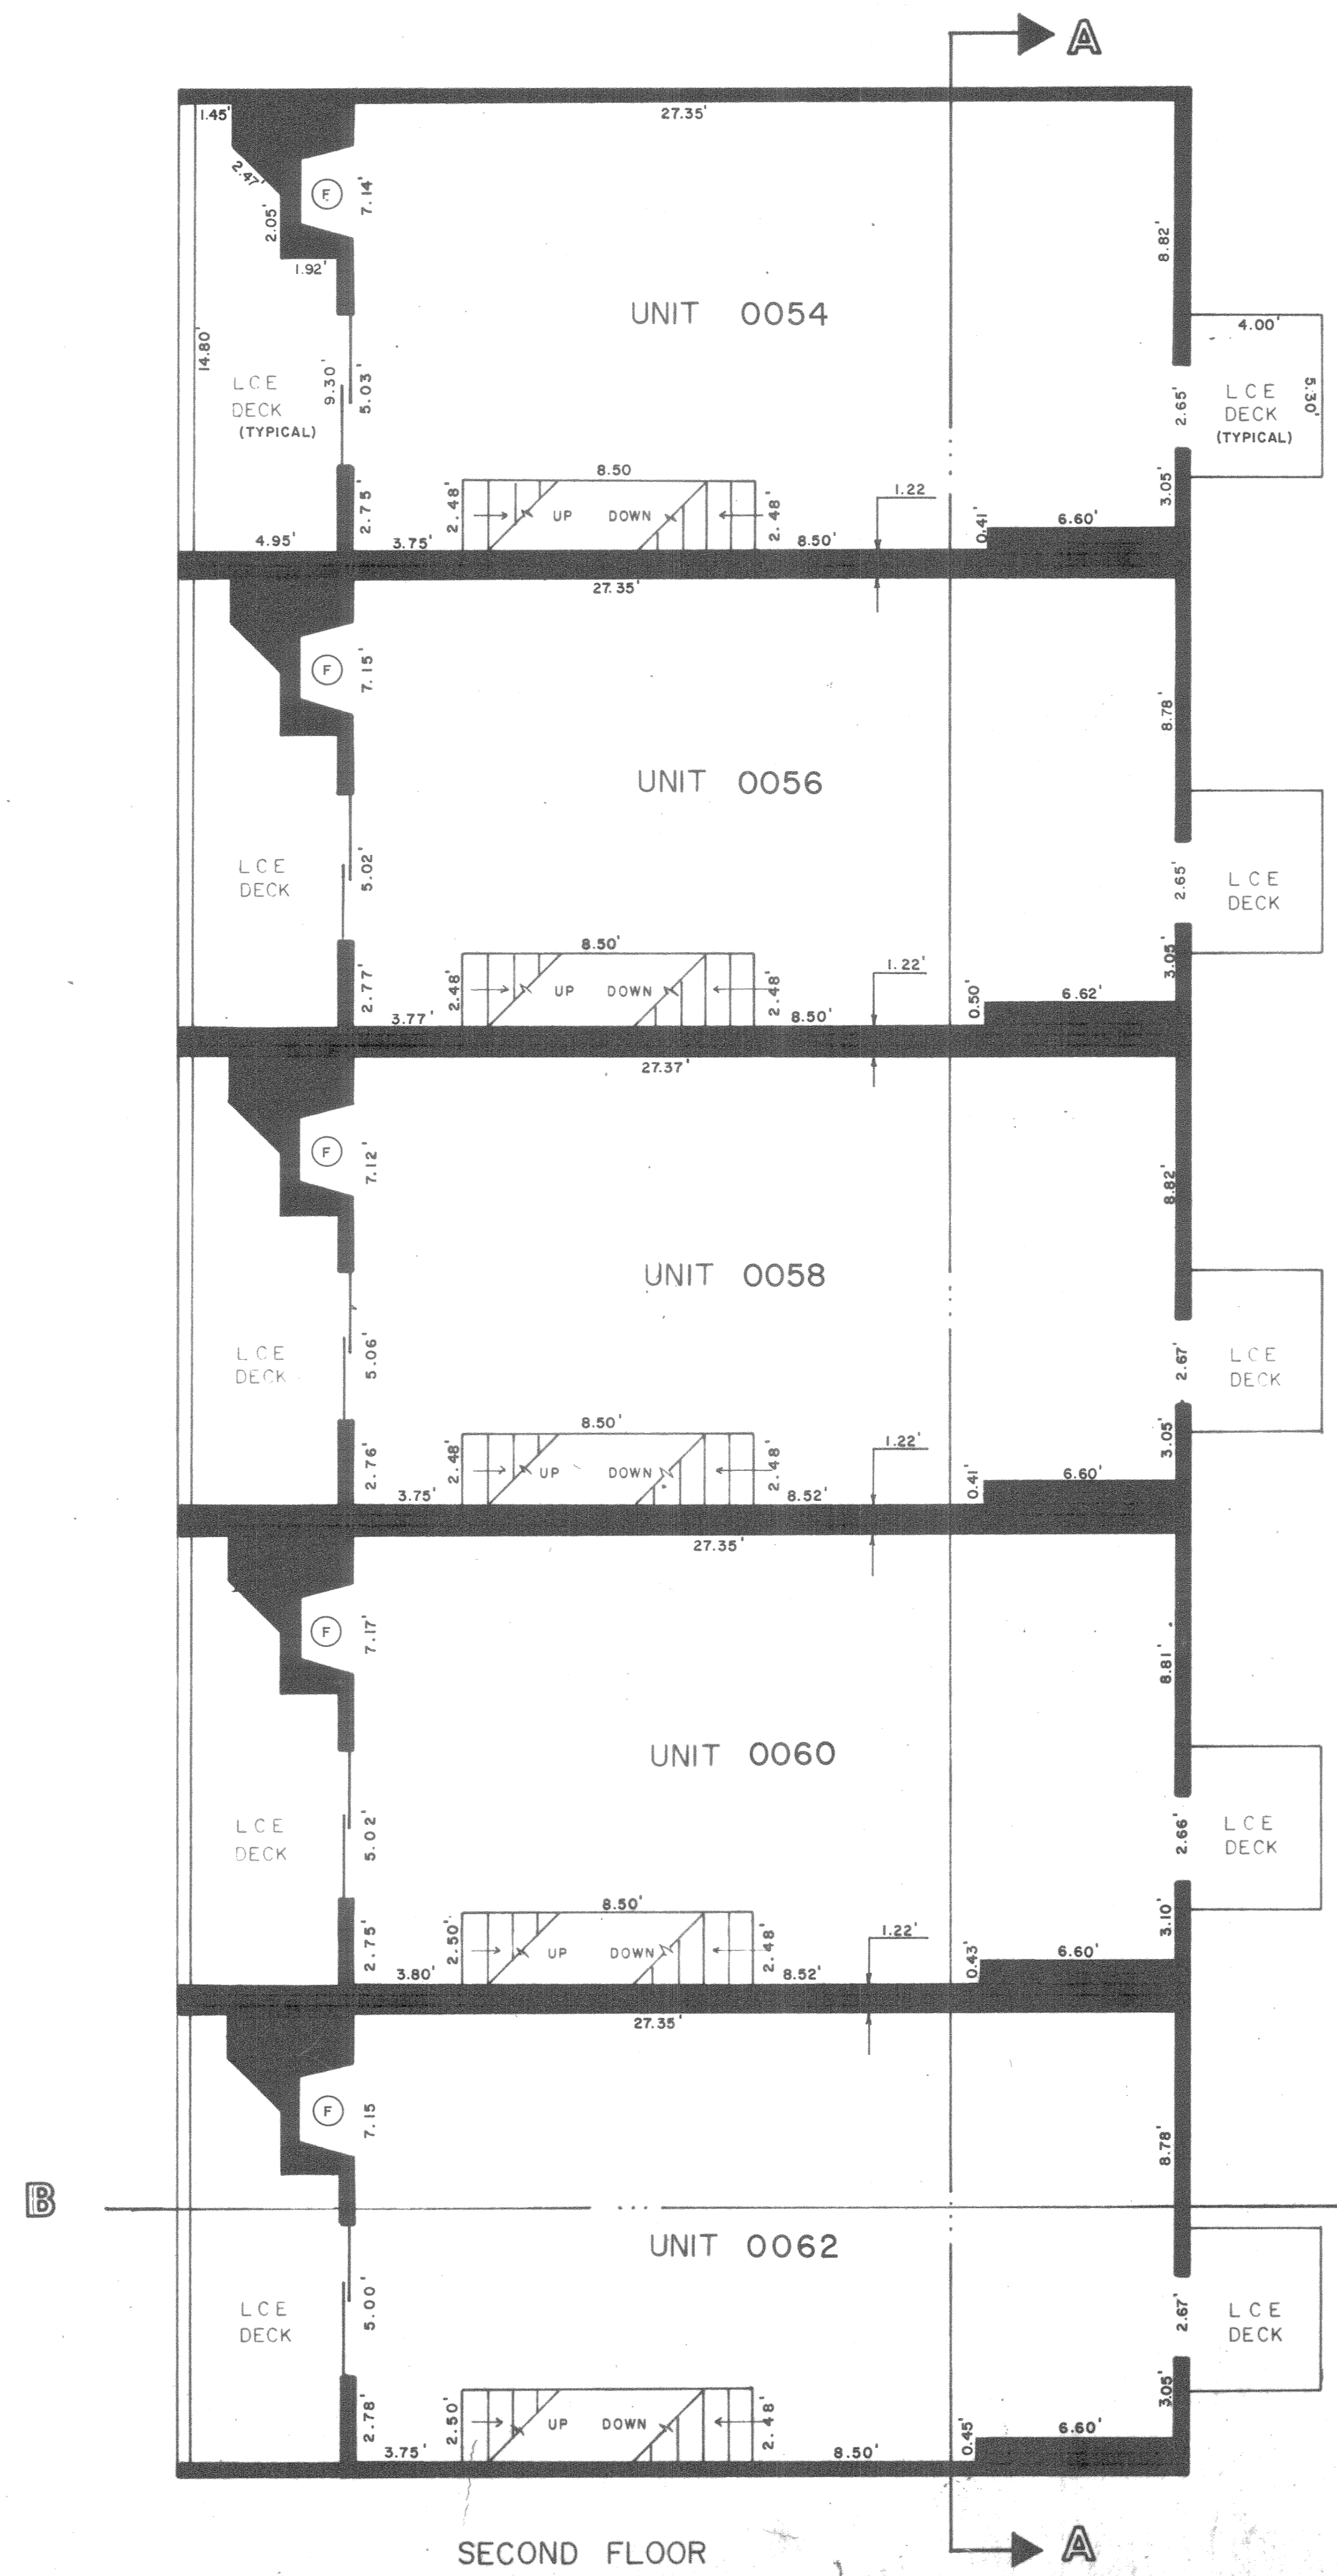 A
1.45'
27.35'
2.47'
F
7.14'
2.05'
1.92'
8.82'
UNIT 0054
4.00'
14.80'
LCE
DECK
(TYPICAL)
9.30'
5.03'
2.65'
LCE
DECK
(TYPICAL)
5.30'
8.50
2.48'
UP DOWN
2.48'
2.75'
1.22
3.05'
4.95'
3.75'
8.50'
0.41'
6.60'
27.35'
F
7.15'
8.78'
UNIT 0056
LCE
DECK
5.02'
2.65'
LCE
DECK
8.50'
2.48'
UP DOWN
2.48'
2.77'
1.22'
3.05'
3.77'
8.50'
0.50'
6.62'
27.37'
F
7.12'
8.82'
UNIT 0058
LCE
DECK
5.06'
2.67'
LCE
DECK
8.50'
2.48'
UP DOWN
2.48'
2.76'
1.22'
3.05'
3.75'
8.52'
0.41'
6.60'
27.35'
F
7.17'
8.81'
UNIT 0060
LCE
DECK
5.02'
2.66'
LCE
DECK
8.50'
2.50'
UP DOWN
2.48'
2.75'
1.22'
3.10'
3.80'
8.52'
0.43'
6.60'
27.35'
F
7.15
8.78'
B
UNIT 0062
LCE
DECK
5.00'
2.67'
LCE
DECK
2.50'
UP DOWN
2.48'
2.78'
3.05'
3.75'
8.50'
0.45'
6.60'
SECOND FLOOR
A